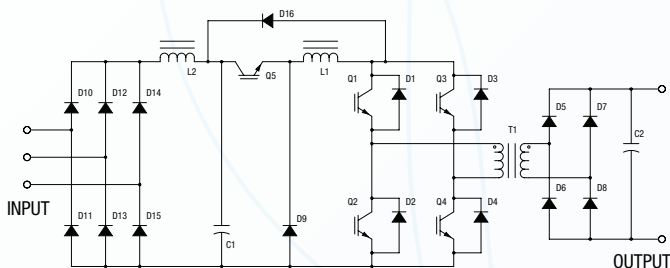 D16
L2
Q5
L1
D10
D12
D14
Q1
D1
Q3
D3
D5
D7
T1
C2
INPUT
D11
D13
D15
C1
D9
Q2
D2
Q4
D4
D6
D8
OUTPUT